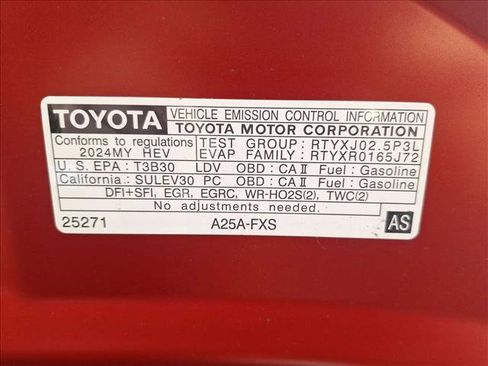 TOYOTA VEHICLE EMISSION CONTROL INFORMATION
TOYOTA MOTOR CORPORATION
Conforms to regulations TEST GROUP : RTYXJ02.5P3L
2024MY HEV EVAP FAMILY : RTYXR0165J72
U.S. EPA : T3B30 LDV OBD : CAⅡ Fuel : Gasoline
California : SULEV30 PC OBD : CAⅡ Fuel : Gasoline
DFI+SFI, EGR, EGRC, WR-HO2S(2), TWC(2)
No adjustments needed.
25271 A25A-FXS AS